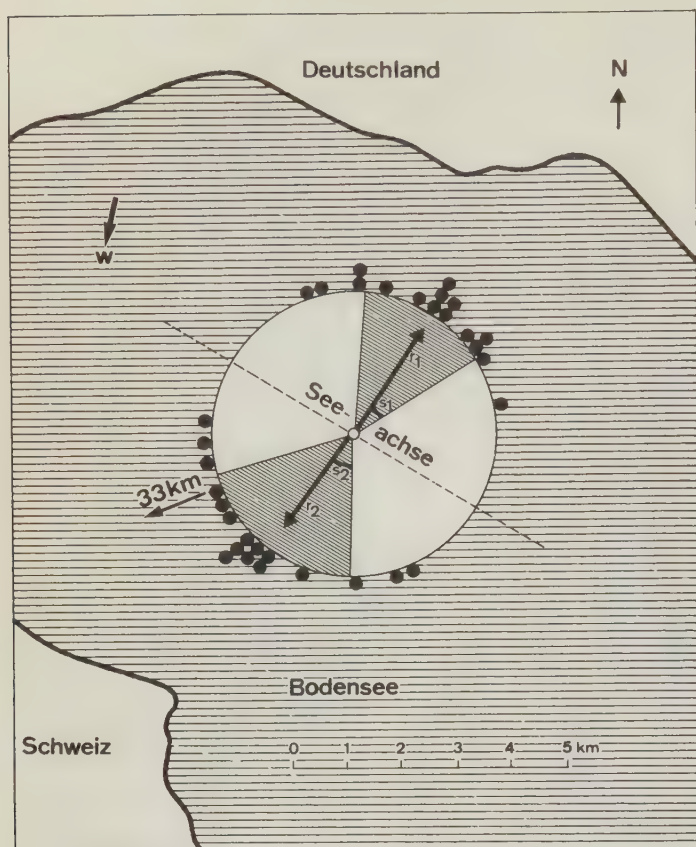 Deutschland
N
w
See-
achse
r1
s1
s2
r2
33km
Bodensee
Schweiz
0 1 2 3 4 5 km